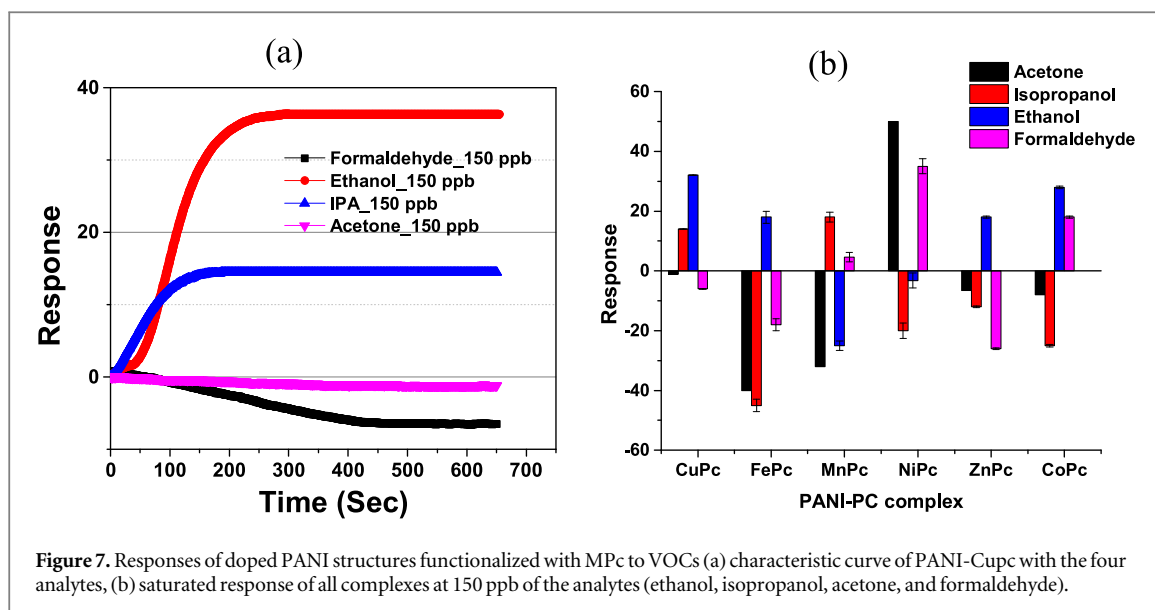 (a)
40
20
0
Response
Formaldehyde_150 ppb
Ethanol_150 ppb
IPA_150 ppb
Acetone_150 ppb
0 100 200 300 400 500 600 700
Time (Sec)
(b)
Acetone
Isopropanol
Ethanol
Formaldehyde
60
40
20
0
-20
-40
-60
Response
CuPc FePc MnPc NiPc ZnPc CoPc
PANI-PC complex
Figure 7. Responses of doped PANI structures functionalized with MPc to VOCs (a) characteristic curve of PANI-Cupc with the four
analytes, (b) saturated response of all complexes at 150 ppb of the analytes (ethanol, isopropanol, acetone, and formaldehyde).